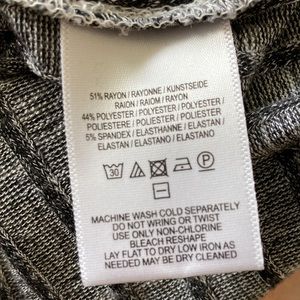 51% RAYON / RAYONNE / KUNSTSEIDE
RAION / RAIOM / RAYON
44% POLYESTER / POLYESTER / POLYESTER
POLIESTERE / POLIESTER / POLIESTER
5% SPANDEX / ELASTHANNE / ELASTAN
ELASTAN / ELASTANO / ELASTANO
30 P
MACHINE WASH COLD SEPARATELY
DO NOT WRING OR TWIST
USE ONLY NON-CHLORINE
BLEACH RESHAPE
LAY FLAT TO DRY LOW IRON AS
NEEDED MAY BE DRY CLEANED